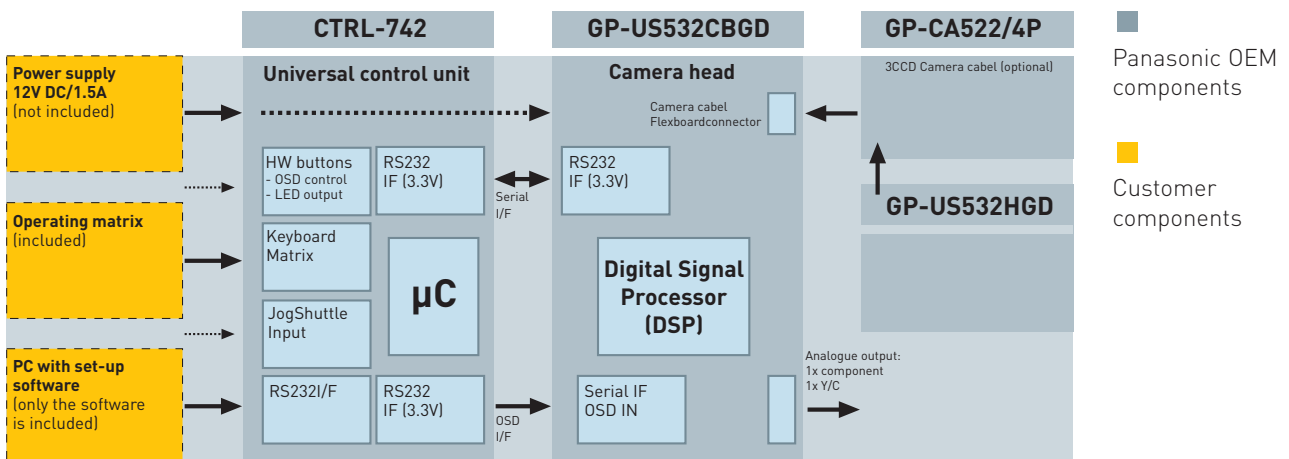 CTRL-742
GP-US532CBGD
GP-CA522/4P
Power supply
12V DC/1.5A
(not included)
Universal control unit
Camera head
3CCD Camera cabel (optional)
Panasonic OEM
components
Camera cabel
Flexboardconnector
HW buttons
- OSD control
- LED output
RS232
IF (3.3V)
Serial
I/F
RS232
IF (3.3V)
Customer
components
Operating matrix
(included)
Keyboard
Matrix
GP-US532HGD
µC
Digital Signal
Processor
(DSP)
JogShuttle
Input
PC with set-up
software
(only the software
is included)
RS232I/F
RS232
IF (3.3V)
OSD
I/F
Serial IF
OSD IN
Analogue output:
1x component
1x Y/C